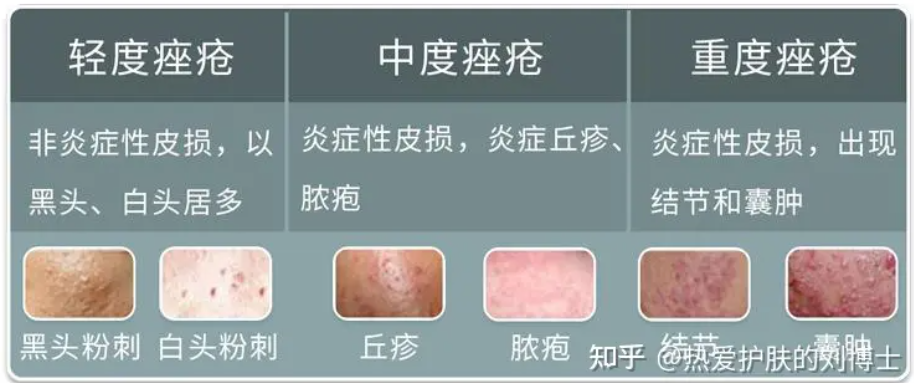 轻度痤疮
中度痤疮
重度痤疮
非炎症性皮损，以
黑头、白头居多
炎症性皮损，炎症丘疹、
脓疱
炎症性皮损，出现
结节和囊肿
黑头粉刺
白头粉刺
丘疹
脓疱
结节
囊肿
知乎 @热爱护肤的刘博士